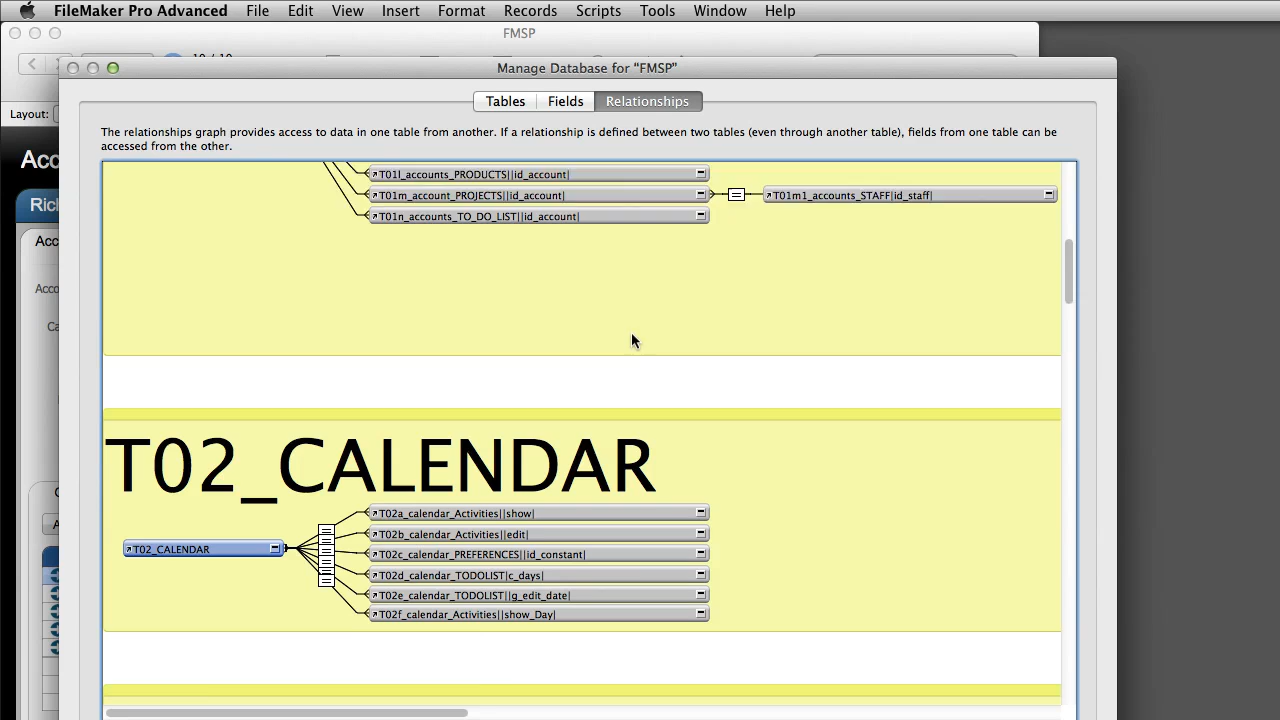 FileMaker Pro Advanced File Edit View Insert Format Records Scripts Tools Window Help
FMSP
Manage Database for “FMSP”
Layout:
Tables Fields Relationships
The relationships graph provides access to data in one table from another. If a relationship is defined between two tables (even through another table), fields from one table can be
accessed from the other.
T01l_accounts_PRODUCTS||id_account|
T01m_account_PROJECTS||id_account|
T01m1_accounts_STAFF|id_staff|
T01n_accounts_TO_DO_LIST||id_account|
T02_CALENDAR
T02_CALENDAR
T02a_calendar_Activities||show|
T02b_calendar_Activities||edit|
T02c_calendar_PREFERENCES||id_constant|
T02d_calendar_TODOLIST|c_days|
T02e_calendar_TODOLIST||g_edit_date|
T02f_calendar_Activities||show_Day|